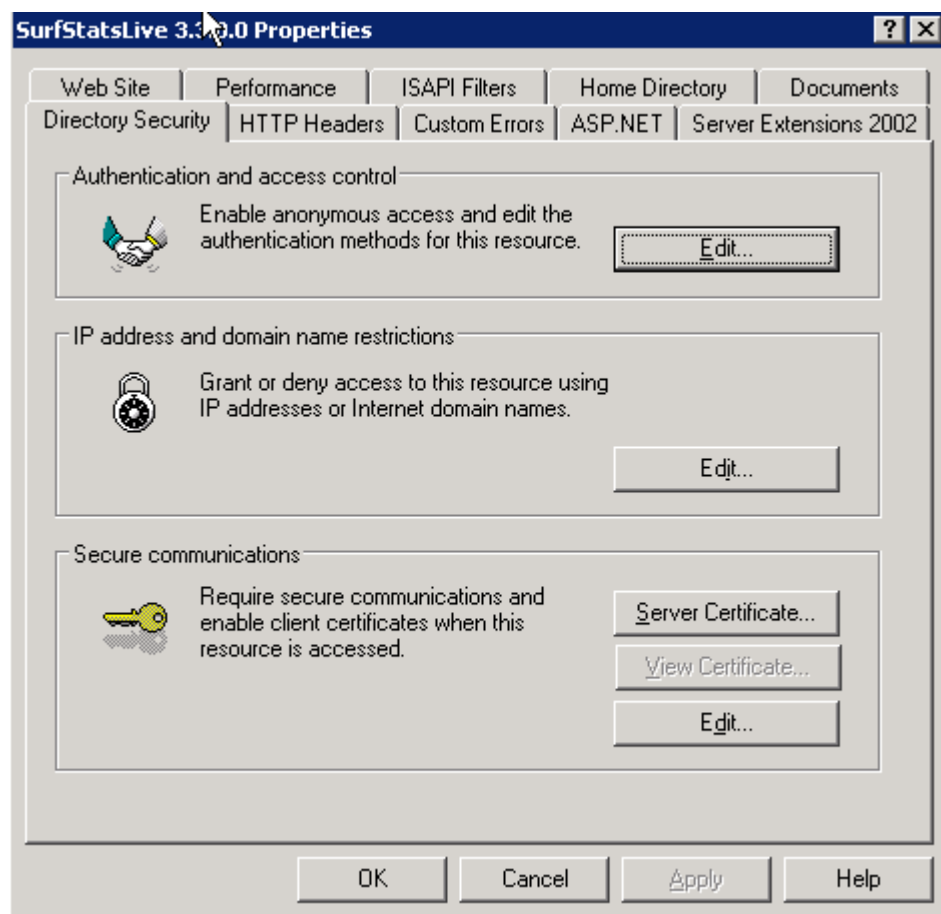 SurfStatsLive 3.3.0.0 Properties
Web Site Performance ISAPI Filters Home Directory Documents
Directory Security HTTP Headers Custom Errors ASP.NET Server Extensions 2002
Authentication and access control
Enable anonymous access and edit the
authentication methods for this resource.
Edit...
IP address and domain name restrictions
Grant or deny access to this resource using
IP addresses or Internet domain names.
Edit...
Secure communications
Require secure communications and
enable client certificates when this
resource is accessed.
Server Certificate...
View Certificate...
Edit...
OK Cancel Apply Help